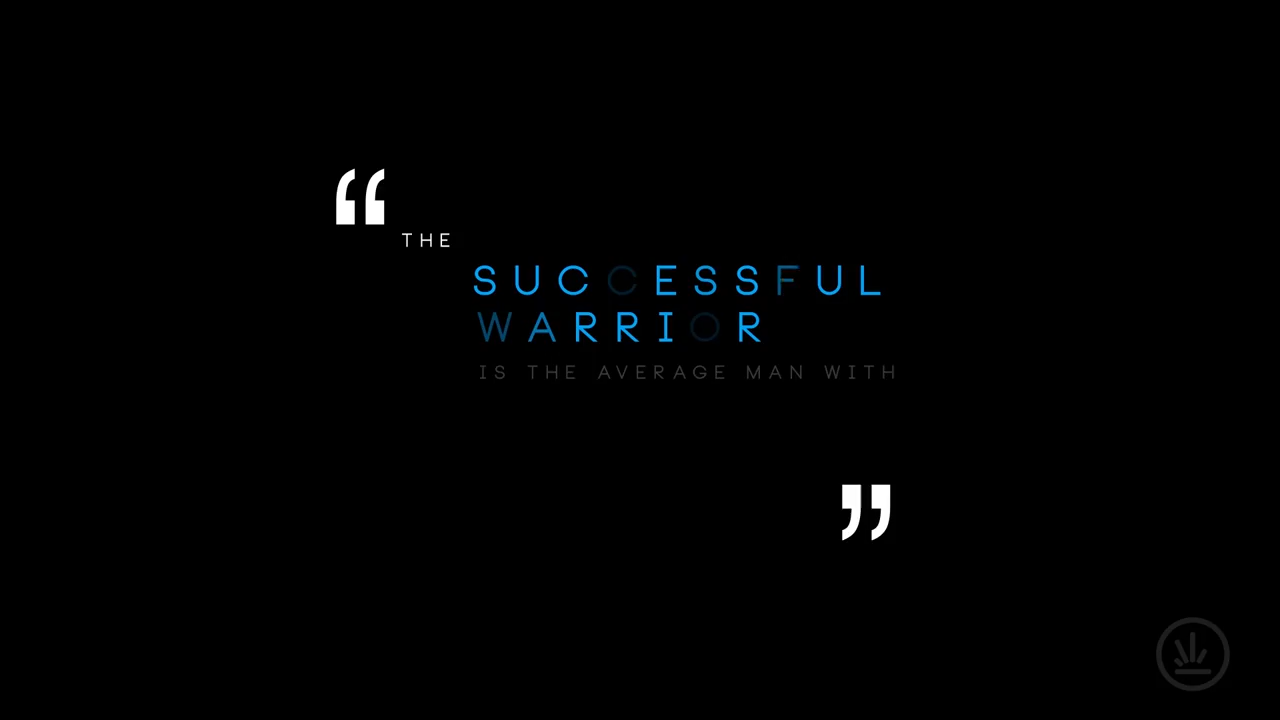 “
THE
SUCCESSFUL
WARRIOR
IS THE AVERAGE MAN WITH
”